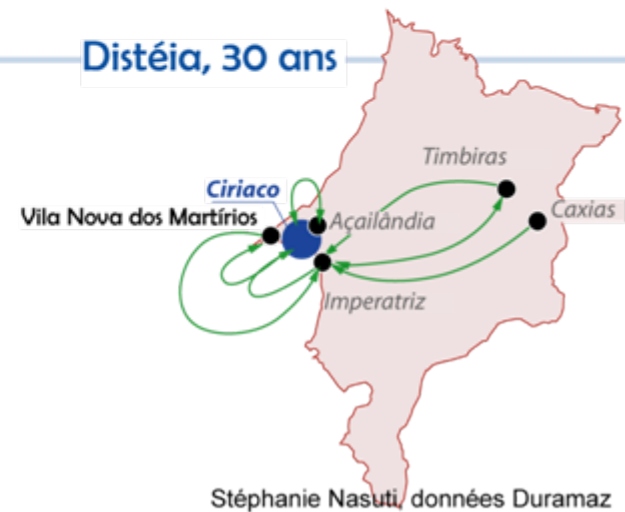 Distéia, 30 ans
Timbiras
Ciriaco
Caxias
Vila Nova dos Martírios
Açailândia
Imperatriz
Stéphanie Nasuti, données Duramaz